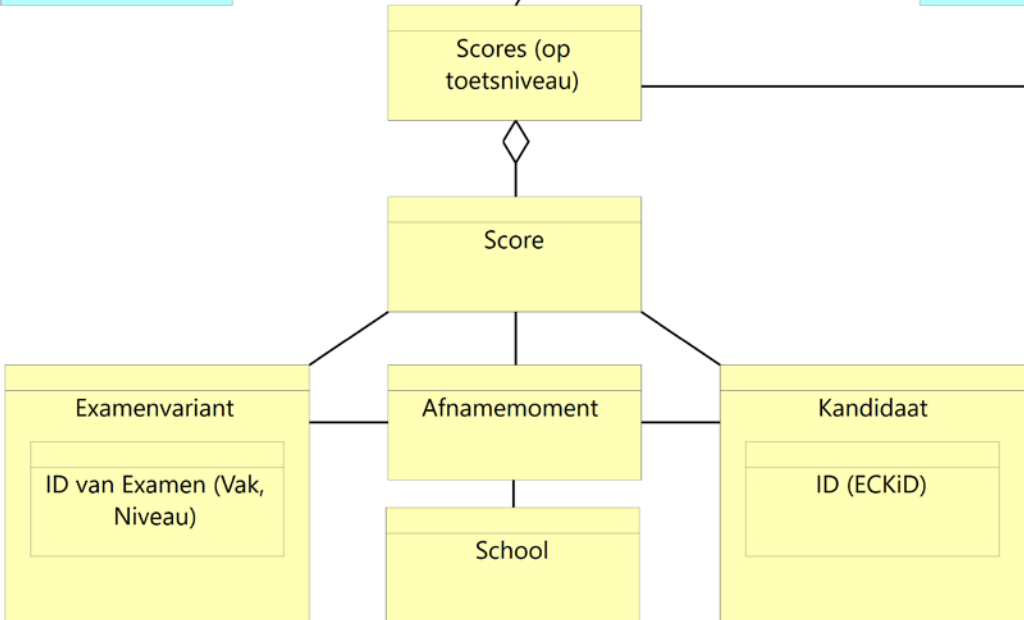 Scores (op
toetsniveau)
Score
Examenvariant
Afnamemoment
Kandidaat
ID van Examen (Vak,
Niveau)
ID (ECKiD)
School